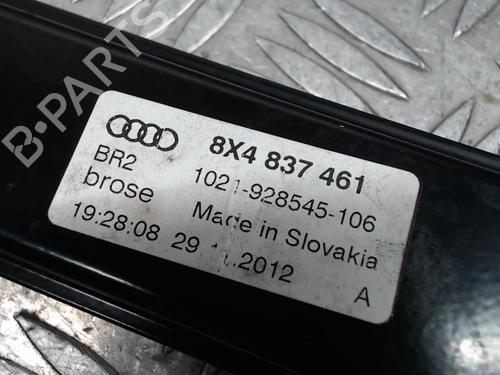 B-PARTS
8X4 837 461
BR2
1021-928545-106
brose
Made in Slovakia
19:28:08 29 .2012
A